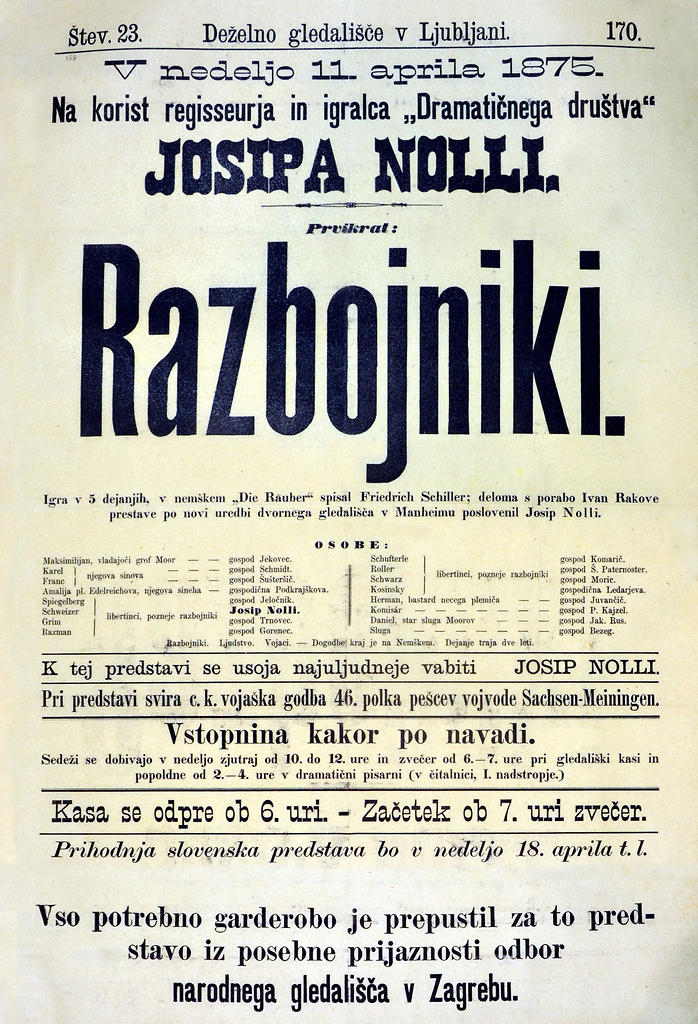 Štev. 23. Deželno gledališče v Ljubljani. 170.
V nedeljo 11. aprila 1875.
Na korist regisseurja in igralca „Dramatičnega društva“
JOSIPA NOLLI.
Prvikrat:
Razbojniki.
Igra v 5 dejanjih, v nemškem „Die Räuber“ spisal Friedrich Schiller; deloma s porabo Ivan Rakove
prestave po novi uredbi dvornega gledališča v Manheimu poslovenil Josip Nolli.
OSOBE:
Maksimilijan, vladajoči grof Moor — — gospod Jekovec.
Karel } njegova sinova — — — gospod Schmidt.
Franc } — — — gospod Šušteršič.
Amalija pl. Edelreichova, njegova sineha — gospodična Podkrajškova.
Spiegelberg } libertinci, pozneje razbojniki gospod Jeločnik.
Schweizer Josip Nolli.
Grim gospod Trnovec.
Razman gospod Gorenec.
Schufterle } libertinci, pozneje razbojniki gospod Komarič.
Roller gospod Š. Paternoster.
Schwarz gospod Moric.
Kosinsky gospodična Ledarjeva.
Herman, bastard necega plemiča — — gospod Juvančič.
Komisár — — — — — gospod P. Kajzel.
Daniel, star sluga Moorov — — — gospod Jak. Rus.
Sluga — — — — — gospod Bezeg.
Razbojniki. Ljudstvo. Vojaci. — Dogodbe kraj je na Nemškem. Dejanje traja dve leti.
K tej predstavi se usoja najuljudneje vabiti JOSIP NOLLI.
Pri predstavi svira c. k. vojaška godba 46. polka pešcev vojvode Sachsen-Meiningen.
Vstopnina kakor po navadi.
Sedeži se dobivajo v nedeljo zjutraj od 10. do 12. ure in zvečer od 6.—7. ure pri gledališki kasi in
popoldne od 2.—4. ure v dramatični pisarni (v čitalnici, I. nadstropje.)
Kasa se odpre ob 6. uri. – Začetek ob 7. uri zvečer.
Prihodnja slovenska predstava bo v nedeljo 18. aprila t. l.
Vso potrebno garderobo je prepustil za to pred-
stavo iz posebne prijaznosti odbor
narodnega gledališča v Zagrebu.